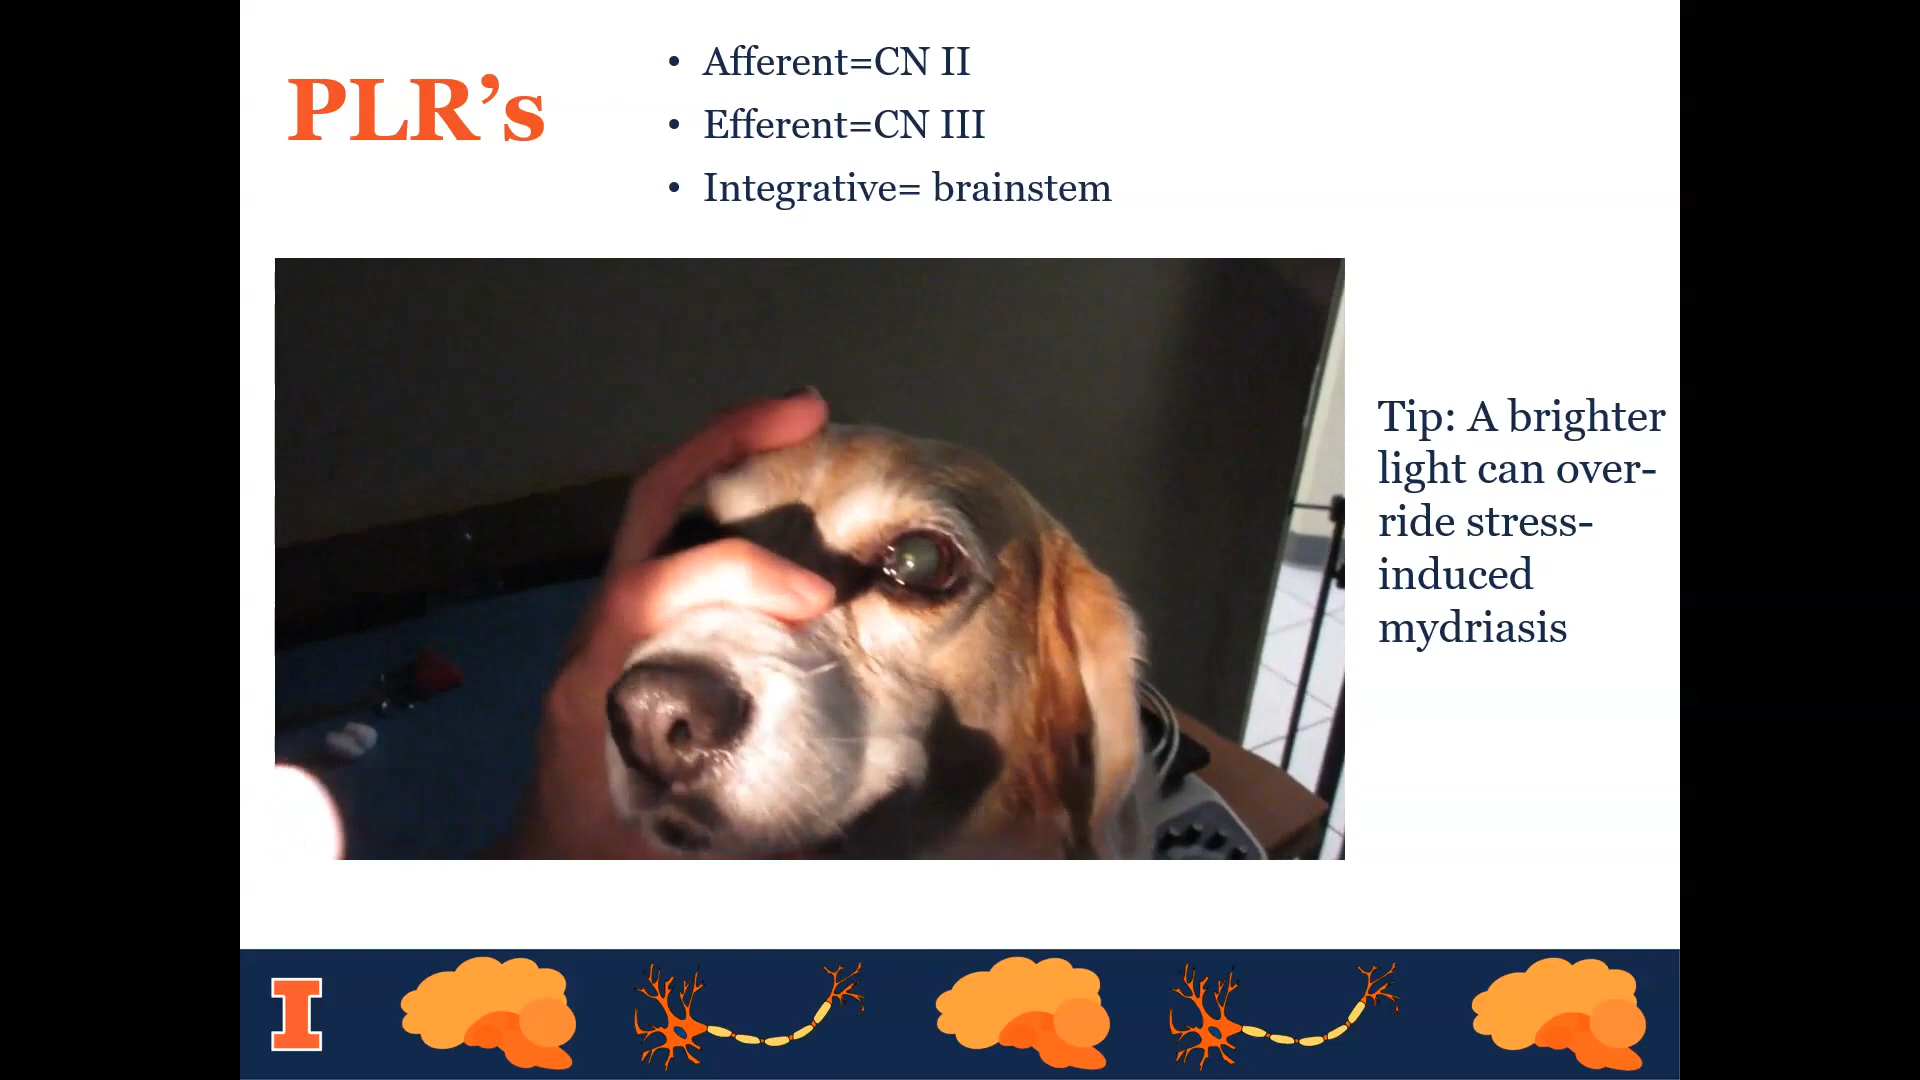 PLR’s
• Afferent=CN II
• Efferent=CN III
• Integrative= brainstem
Tip: A brighter
light can over-
ride stress-
induced
mydriasis
I